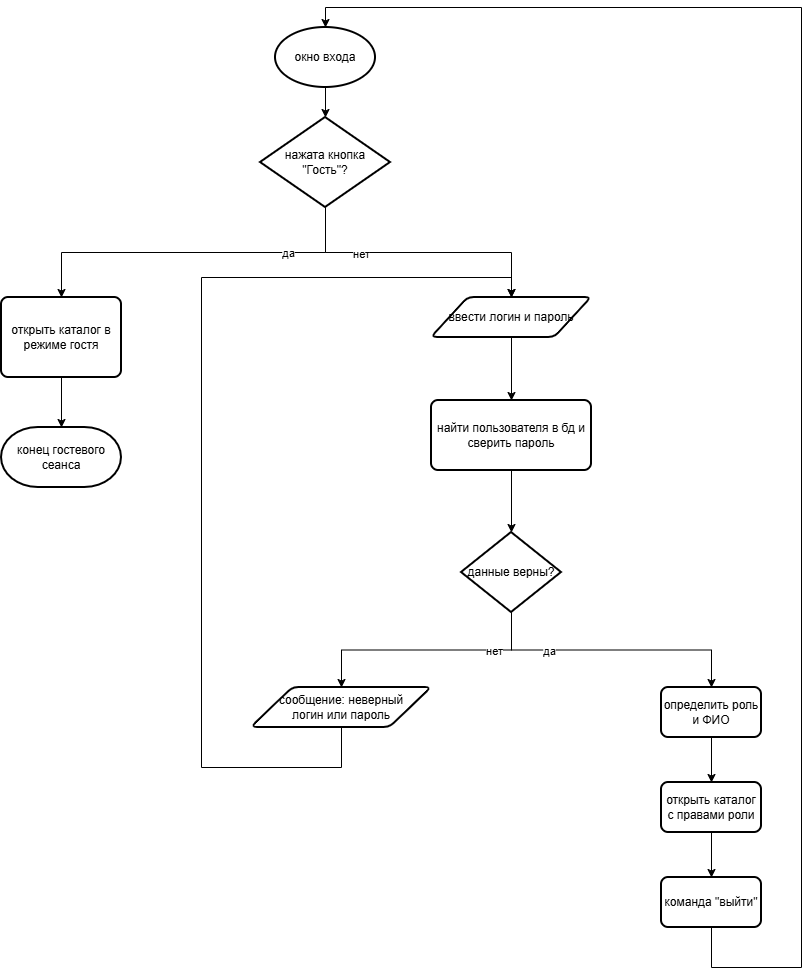 окно входа
нажата кнопка
"Гость"?
да
нет
открыть каталог в
режиме гостя
ввести логин и пароль
найти пользователя в бд и
сверить пароль
конец гостевого
сеанса
данные верны?
нет
да
сообщение: неверный
логин или пароль
определить роль
и ФИО
открыть каталог
с правами роли
команда "выйти"